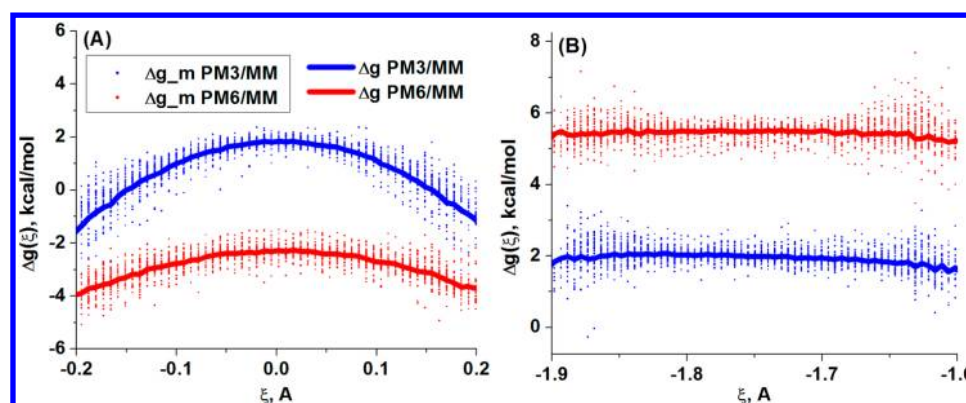 (A)
Δg_m PM3/MM
Δg_m PM6/MM
Δg PM3/MM
Δg PM6/MM
Δg(ξ), kcal/mol
6
4
2
0
-2
-4
-6
-0.2
-0.1
0.0
0.1
0.2
ξ, A
(B)
Δg(ξ), kcal/mol
8
6
4
2
0
-1.9
-1.8
-1.7
-1.6
ξ, A